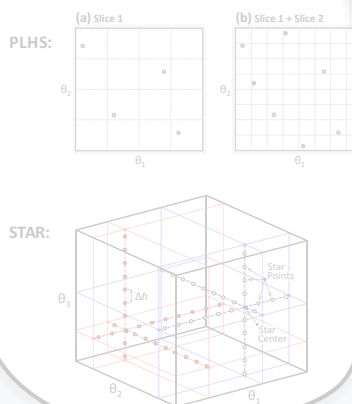 (a) Slice 1
(b) Slice 1 + Slice 2
PLHS:
θ2
θ2
θ1
θ1
STAR:
Star
Points
Δh
θ3
Star
Center
θ2
θ1